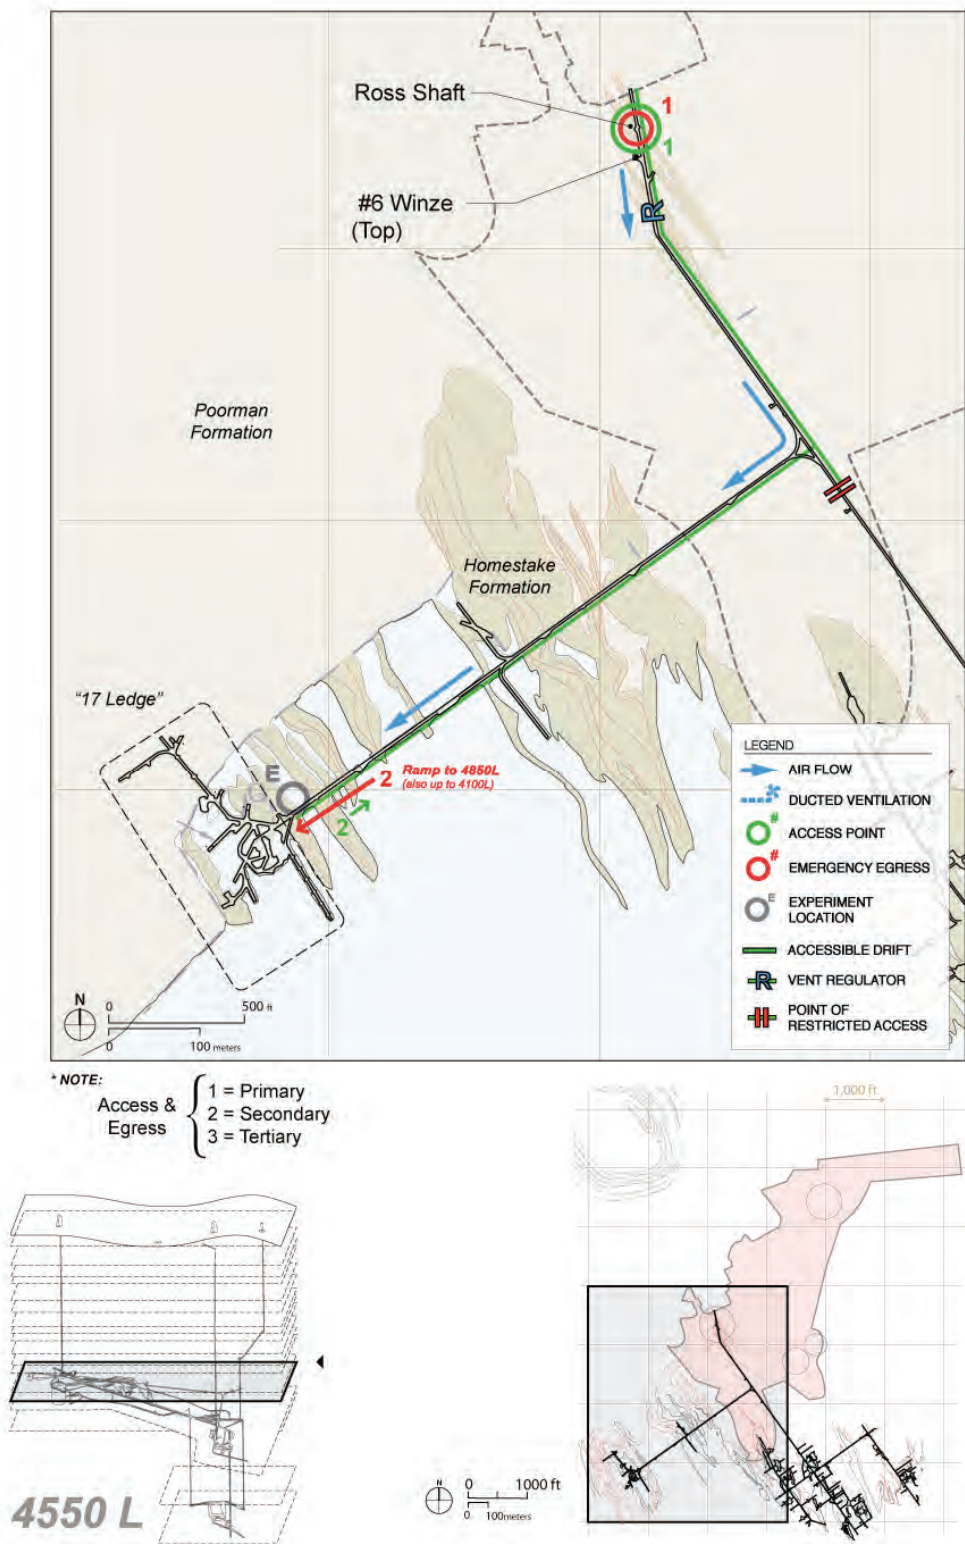 Ross Shaft
1
1
#6 Winze
(Top)
R
Poorman
Formation
Homestake
Formation
"17 Ledge"
E
2
Ramp to 4850L
(also up to 4100L)
2
LEGEND
AIR FLOW
DUCTED VENTILATION
# ACCESS POINT
# EMERGENCY EGRESS
E EXPERIMENT
LOCATION
ACCESSIBLE DRIFT
R VENT REGULATOR
POINT OF
RESTRICTED ACCESS
N
0 500 ft
0 100 meters
* NOTE:
Access &
Egress
1 = Primary
2 = Secondary
3 = Tertiary
1,000 ft
4550 L
N
0 1000 ft
0 100meters